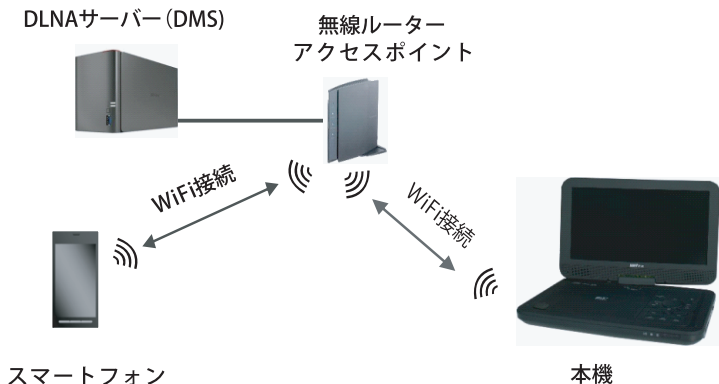 DLNAサーバー（DMS)
無線ルーター
アクセスポイント
WiFi接続
WiFi接続
スマートフォン
本機